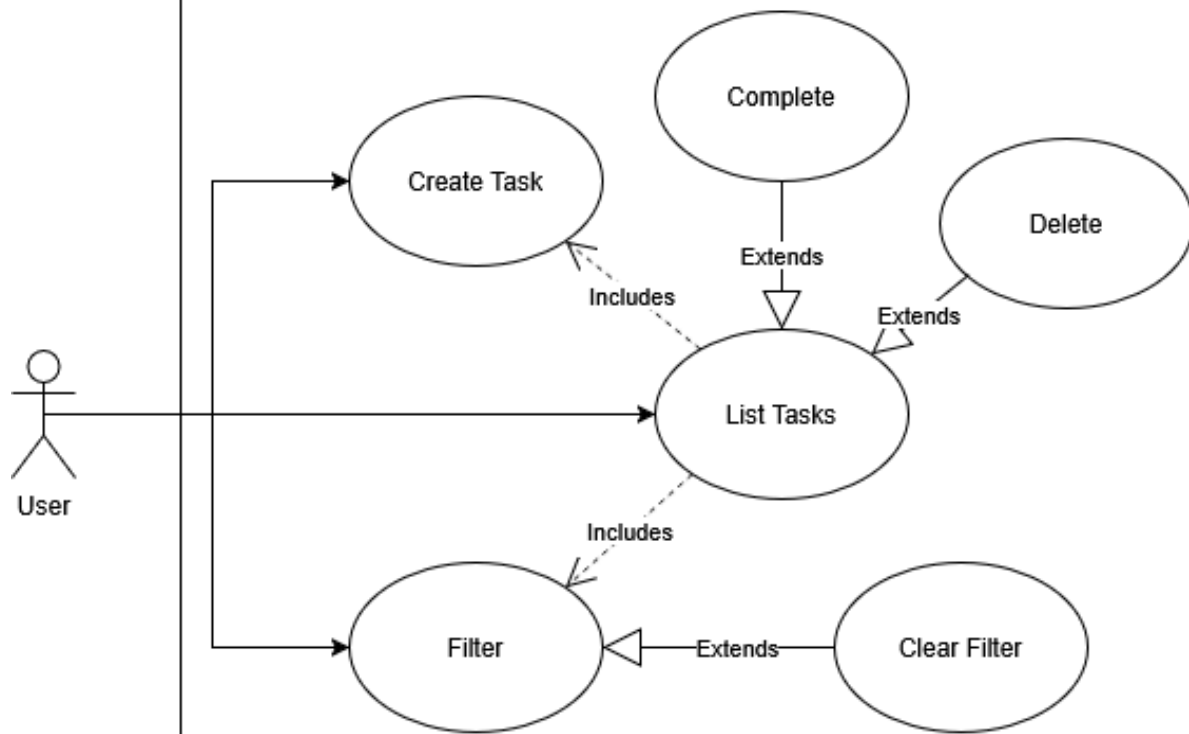 Complete
Create Task
Delete
Extends
Includes
Extends
List Tasks
User
Includes
Filter
Extends
Clear Filter